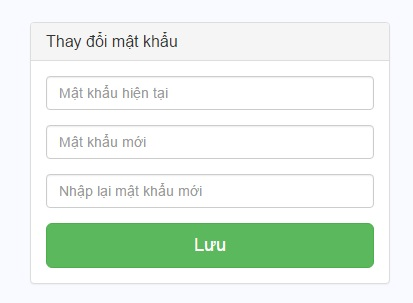 Thay đổi mật khẩu
Mật khẩu hiện tại
Mật khẩu mới
Nhập lại mật khẩu mới
Lưu